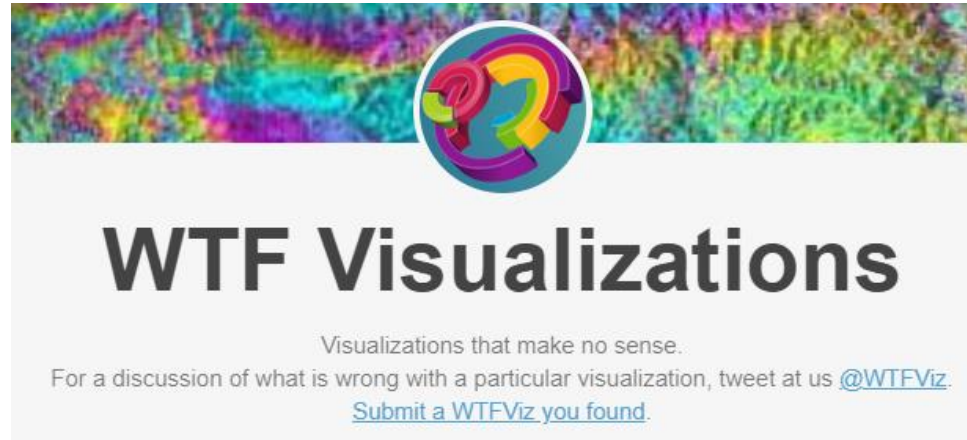 WTF Visualizations
Visualizations that make no sense.
For a discussion of what is wrong with a particular visualization, tweet at us @WTFViz.
Submit a WTFViz you found.